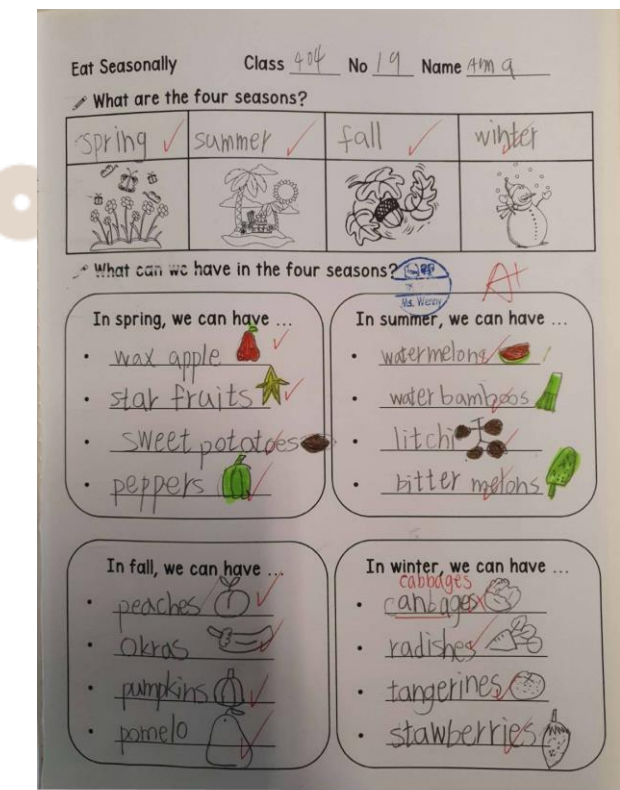 Eat Seasonally Class 404 No 19 Name Amg
What are the four seasons?
spring summer fall winter
What can we have in the four seasons?
Ms. Wenny
A+
In spring, we can have ...
wax apple
star fruits
sweet potatoes
peppers
In summer, we can have ...
watermelons
water bamboos
litchi
bitter melons
In fall, we can have ...
peaches
okras
pumpkins
pomelo
In winter, we can have ...
cabbages
canbages
radishes
tangerines
stawberries